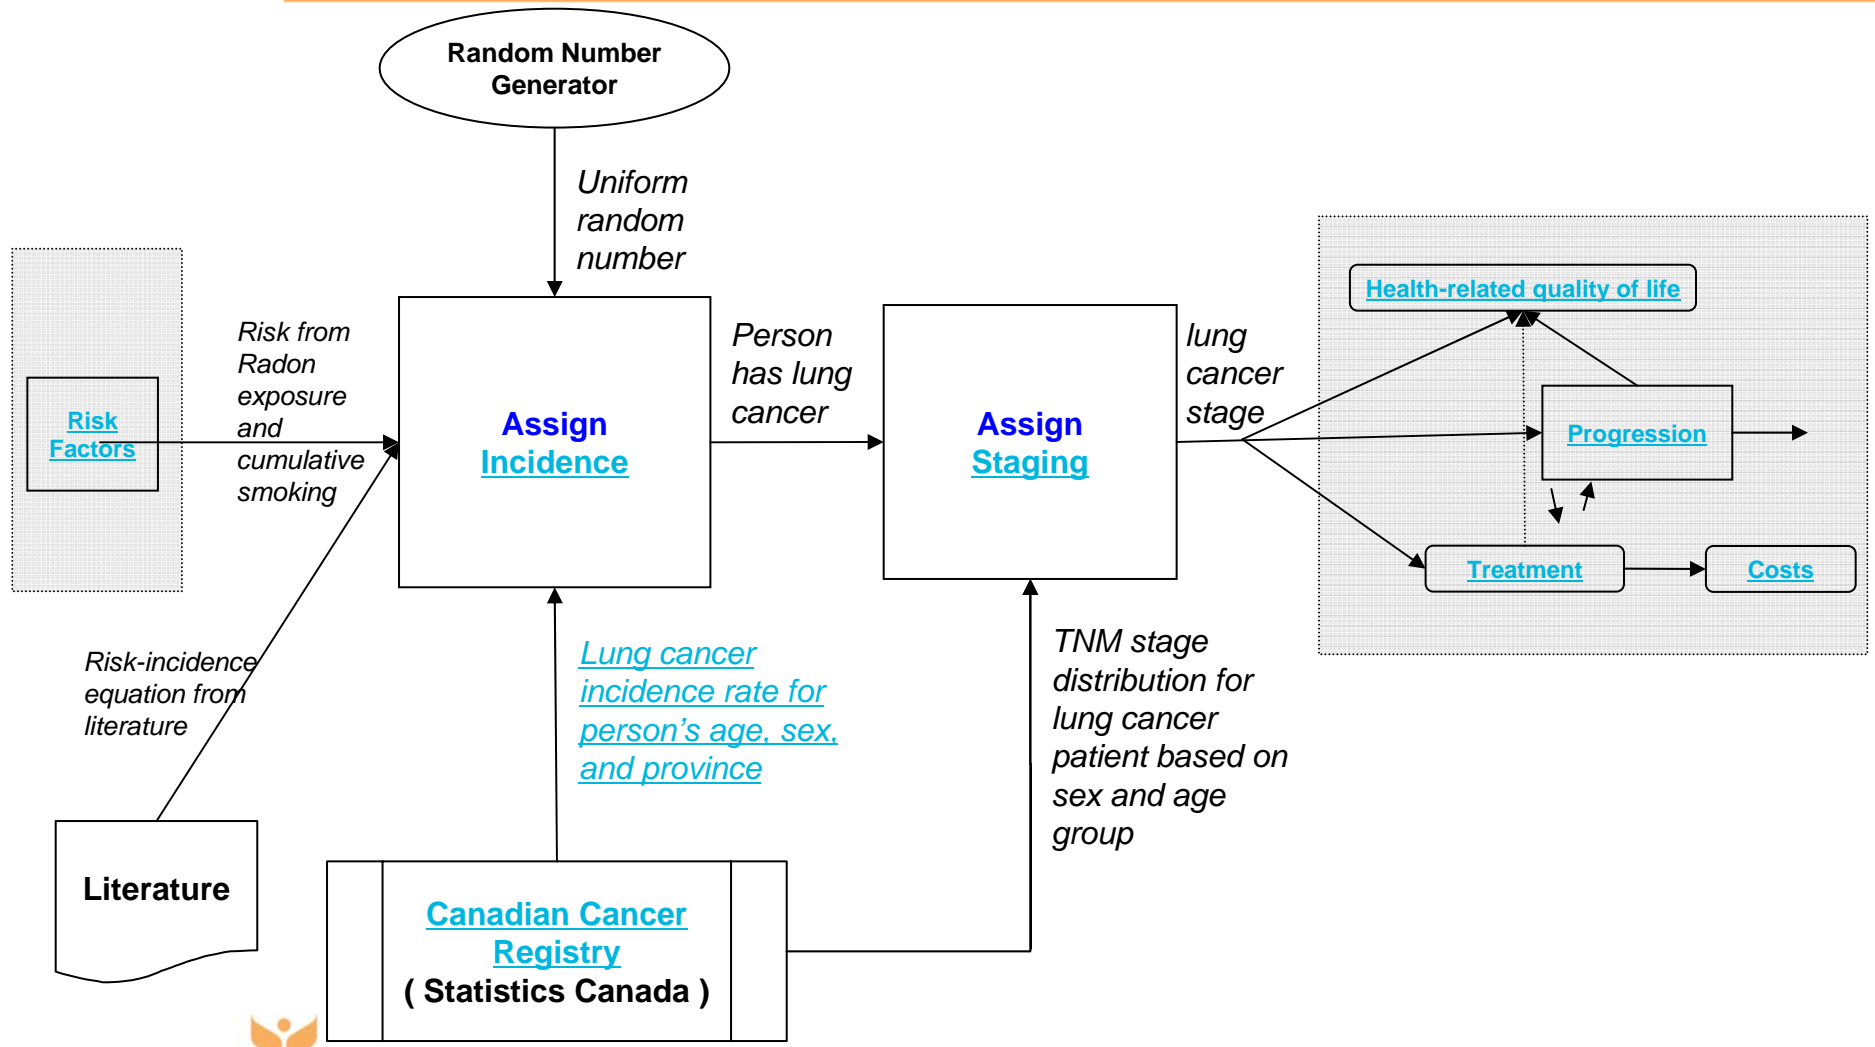 Random Number
Generator
Uniform
random
number
Risk
Factors
Risk from
Radon
exposure
and
cumulative
smoking
Assign
Incidence
Person
has lung
cancer
Assign
Staging
lung
cancer
stage
Health-related quality of life
Progression
Treatment
Costs
Risk-incidence
equation from
literature
Lung cancer
incidence rate for
person’s age, sex,
and province
TNM stage
distribution for
lung cancer
patient based on
sex and age
group
Literature
Canadian Cancer
Registry
( Statistics Canada )